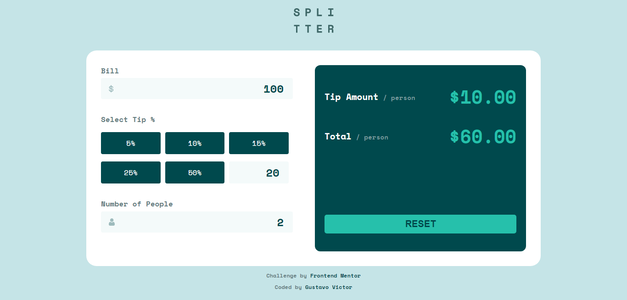 SPLI
TTER
Bill
$ 100
Select Tip %
5% 10% 15%
25% 50% 20
Number of People
2
Tip Amount / person $10.00
Total / person $60.00
RESET
Challenge by Frontend Mentor
Coded by Gustavo Victor